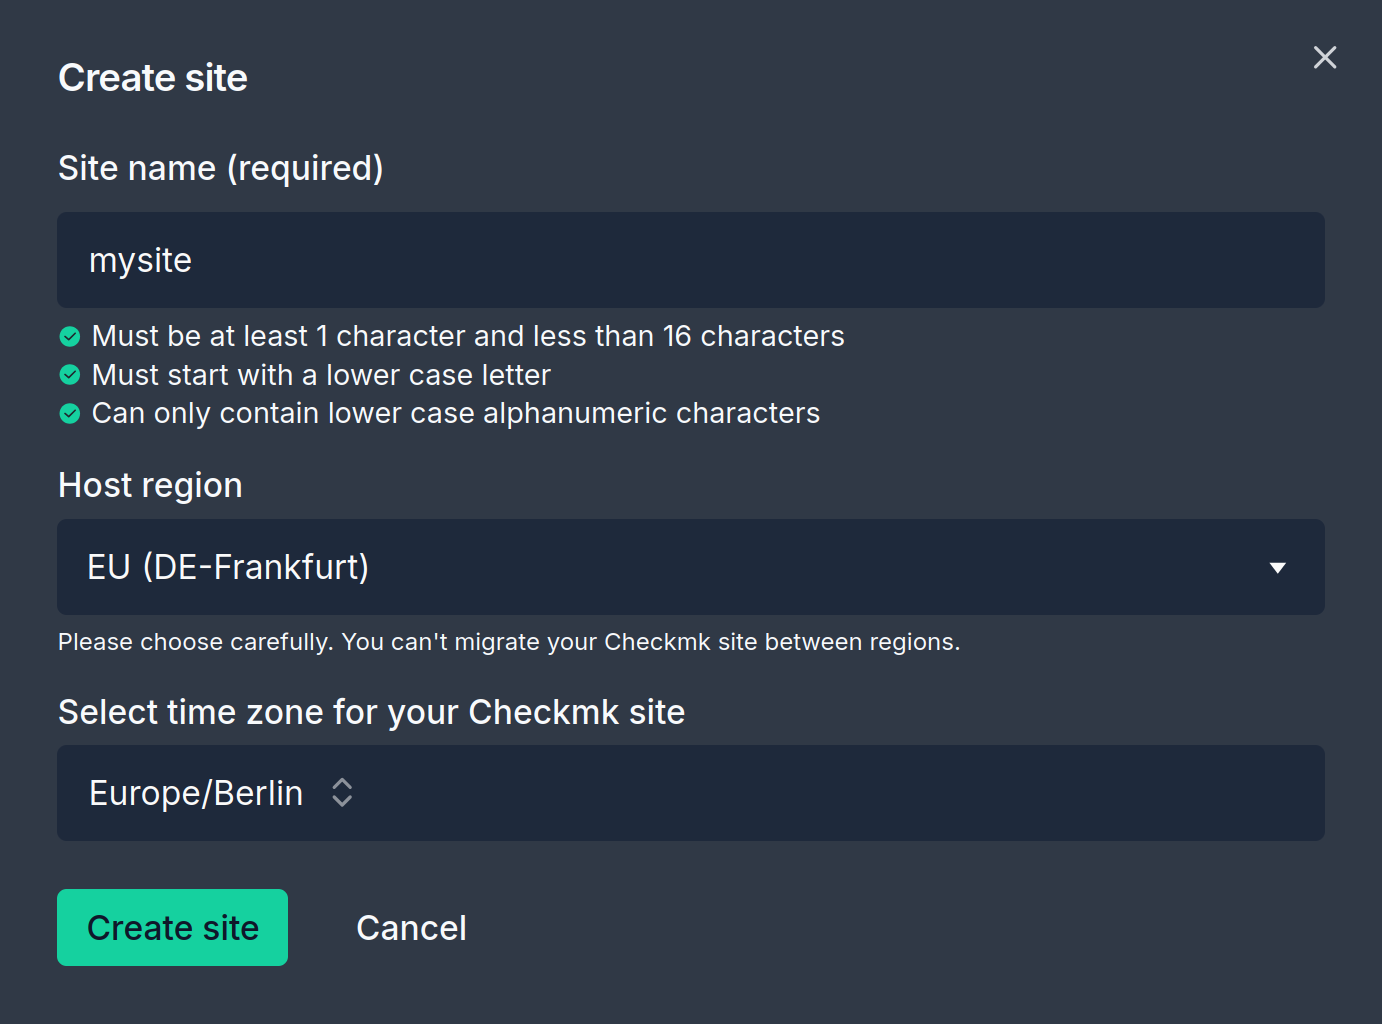 Create site
Site name (required)
mysite
Must be at least 1 character and less than 16 characters
Must start with a lower case letter
Can only contain lower case alphanumeric characters
Host region
EU (DE-Frankfurt)
Please choose carefully. You can't migrate your Checkmk site between regions.
Select time zone for your Checkmk site
Europe/Berlin
Create site
Cancel